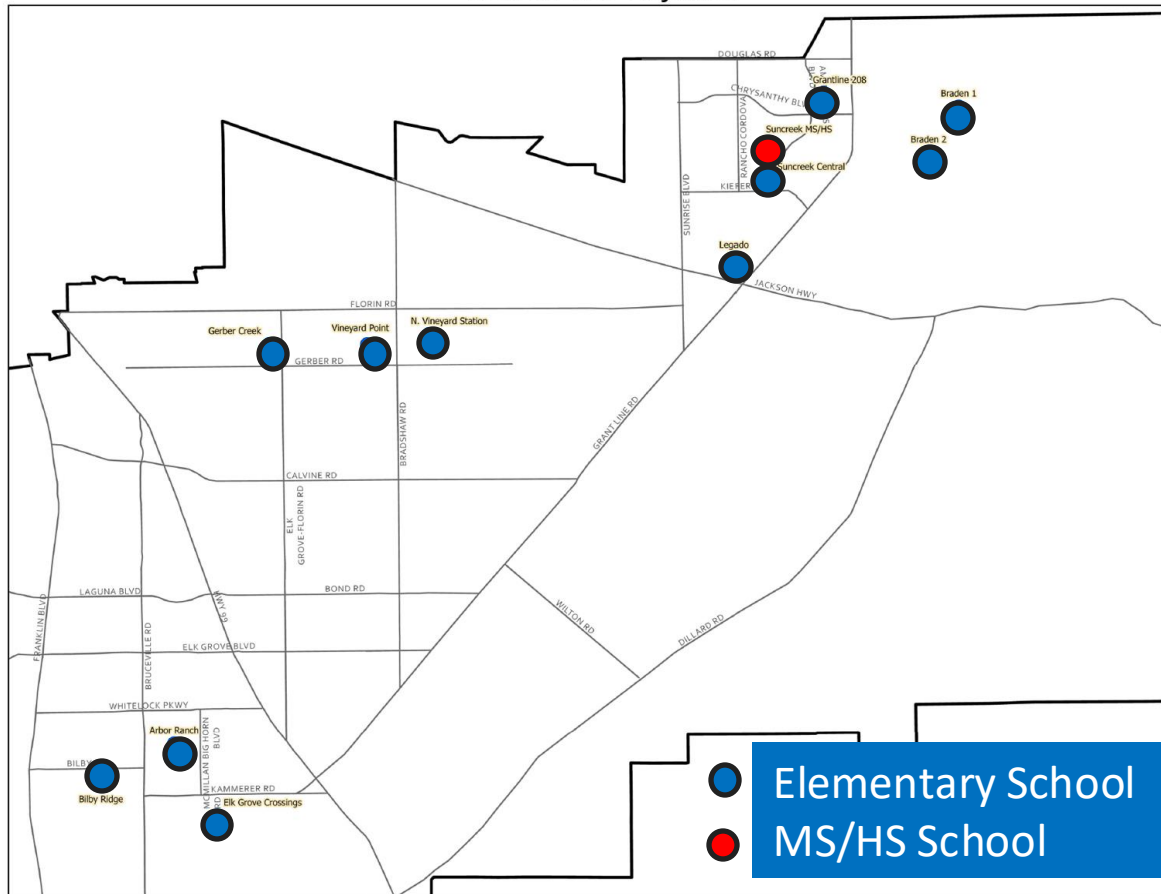 DOUGLAS RD
Grantline 208
CHRYSANTHY BLV
Braden 1
RANCHO CORDOVA
Suncreek MS/HS
Braden 2
Suncreek Central
KIEFER
SUNRISE BLVD
Legado
JACKSON HWY
FLORIN RD
Gerber Creek
Vineyard Point
N. Vineyard Station
GERBER RD
BRADSHAW RD
GRANT LINE RD
CALVINE RD
ELK
GROVE-FLORIN RD
LAGUNA BLVD
BOND RD
HWY 99
WILTON RD
DILLARD RD
FRANKLIN BLVD
BRUCEVILLE RD
ELK GROVE BLVD
WHITELOCK PKWY
Arbor Ranch
MCMILLAN BIG HORN
BLVD
RD
BILBY
Bilby Ridge
KAMMERER RD
Elk Grove Crossings
Elementary School
MS/HS School